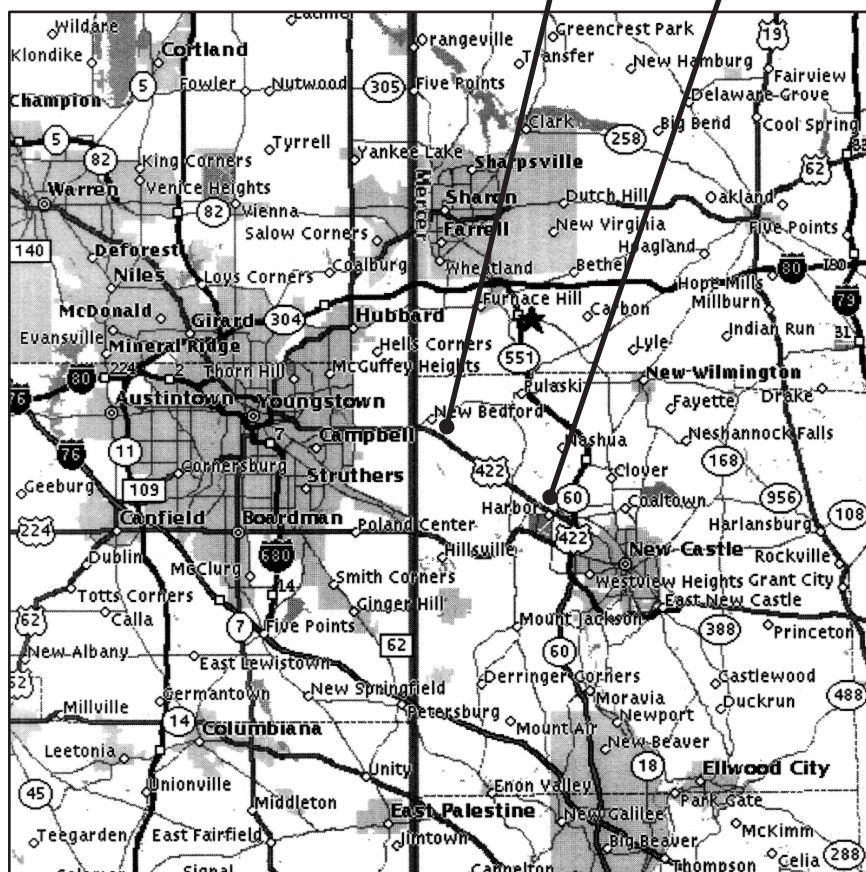 Wildare
Lachner
Orangeville
Greencrest Park
19
Klondike
Cortland
Transfer
New Hamburg
Fairview
5
Fowler
Nutwood
305
Five Points
Delaware Grove
Champion
Clark
Big Bend
Cool Spring
5
Tyrrell
258
82
King Corners
Yankee Lake
Sharpsville
62
Warren
Venice Heights
Mercer
Sharon
Dutch Hill
Oakland
82
Vienna
Farrell
New Virginia
Five Points
140
Salow Corners
Hoagland
Deforest
Coalburg
Wheatland
Bethel
80
I80
Niles
Loys Corners
Hope Mills
McDonald
304
Hubbard
Furnace Hill
Carbon
Millburn
79
Evansville
Girard
Indian Run
31
Mineral Ridge
Hells Corners
551
Lyle
80
224
2
Thorn Hill
McGuffey Heights
New Wilmington
Drake
76
Austintown
Youngstown
Pulaski
Fayette
New Bedford
11
7
Campbell
Nashua
Neshannock Falls
76
Cornersburg
422
Clover
168
Geeburg
109
Struthers
60
Coaltown
956
108
224
Canfield
Boardman
Poland Center
Harbor
Harlansburg
422
New Castle
Dublin
680
Hillsville
Rockville
McClurg
14
Smith Corners
Westview Heights
Grant City
Totts Corners
Ginger Hill
East New Castle
62
Calla
7
Five Points
62
Mount Jackson
388
Princeton
New Albany
East Lewistown
60
Germantown
New Springfield
Derringer Corners
Castlewood
488
Millville
Moravia
Duckrun
14
Petersburg
Newport
Columbiana
Mount Air
New Beaver
Leetonia
18
Ellwood City
Unity
Enon Valley
45
Unionville
Park Gate
Middleton
East Palestine
New Galilee
McKimm
Teegarden
East Fairfield
Jimtown
Big Beaver
288
Signal
Cannelton
Thompson
Celia